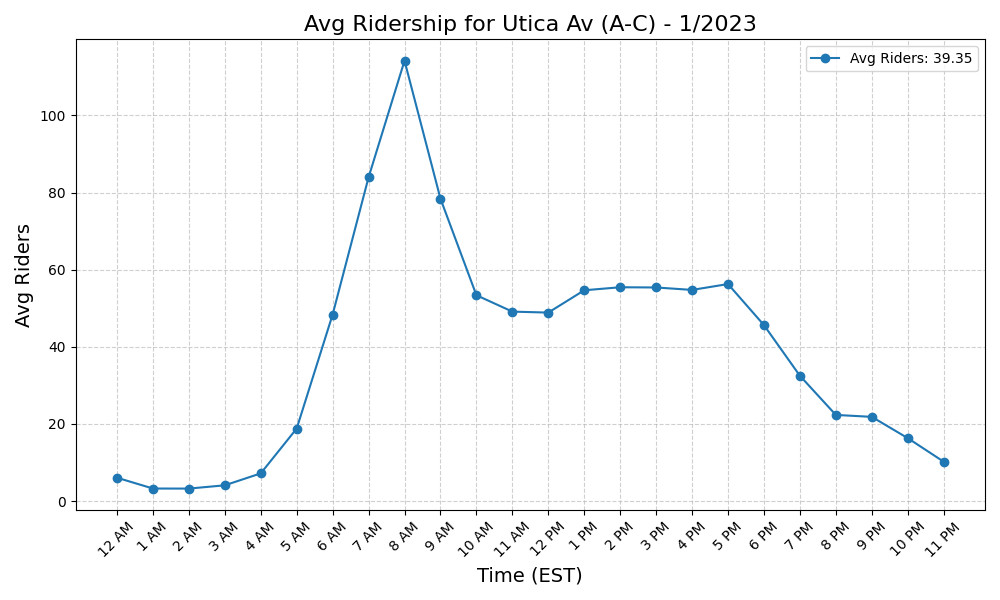 Avg Ridership for Utica Av (A-C) - 1/2023
Avg Riders: 39.35
Avg Riders
100
80
60
40
20
0
12 AM
1 AM
2 AM
3 AM
4 AM
5 AM
6 AM
7 AM
8 AM
9 AM
10 AM
11 AM
12 PM
1 PM
2 PM
3 PM
4 PM
5 PM
6 PM
7 PM
8 PM
9 PM
10 PM
11 PM
Time (EST)